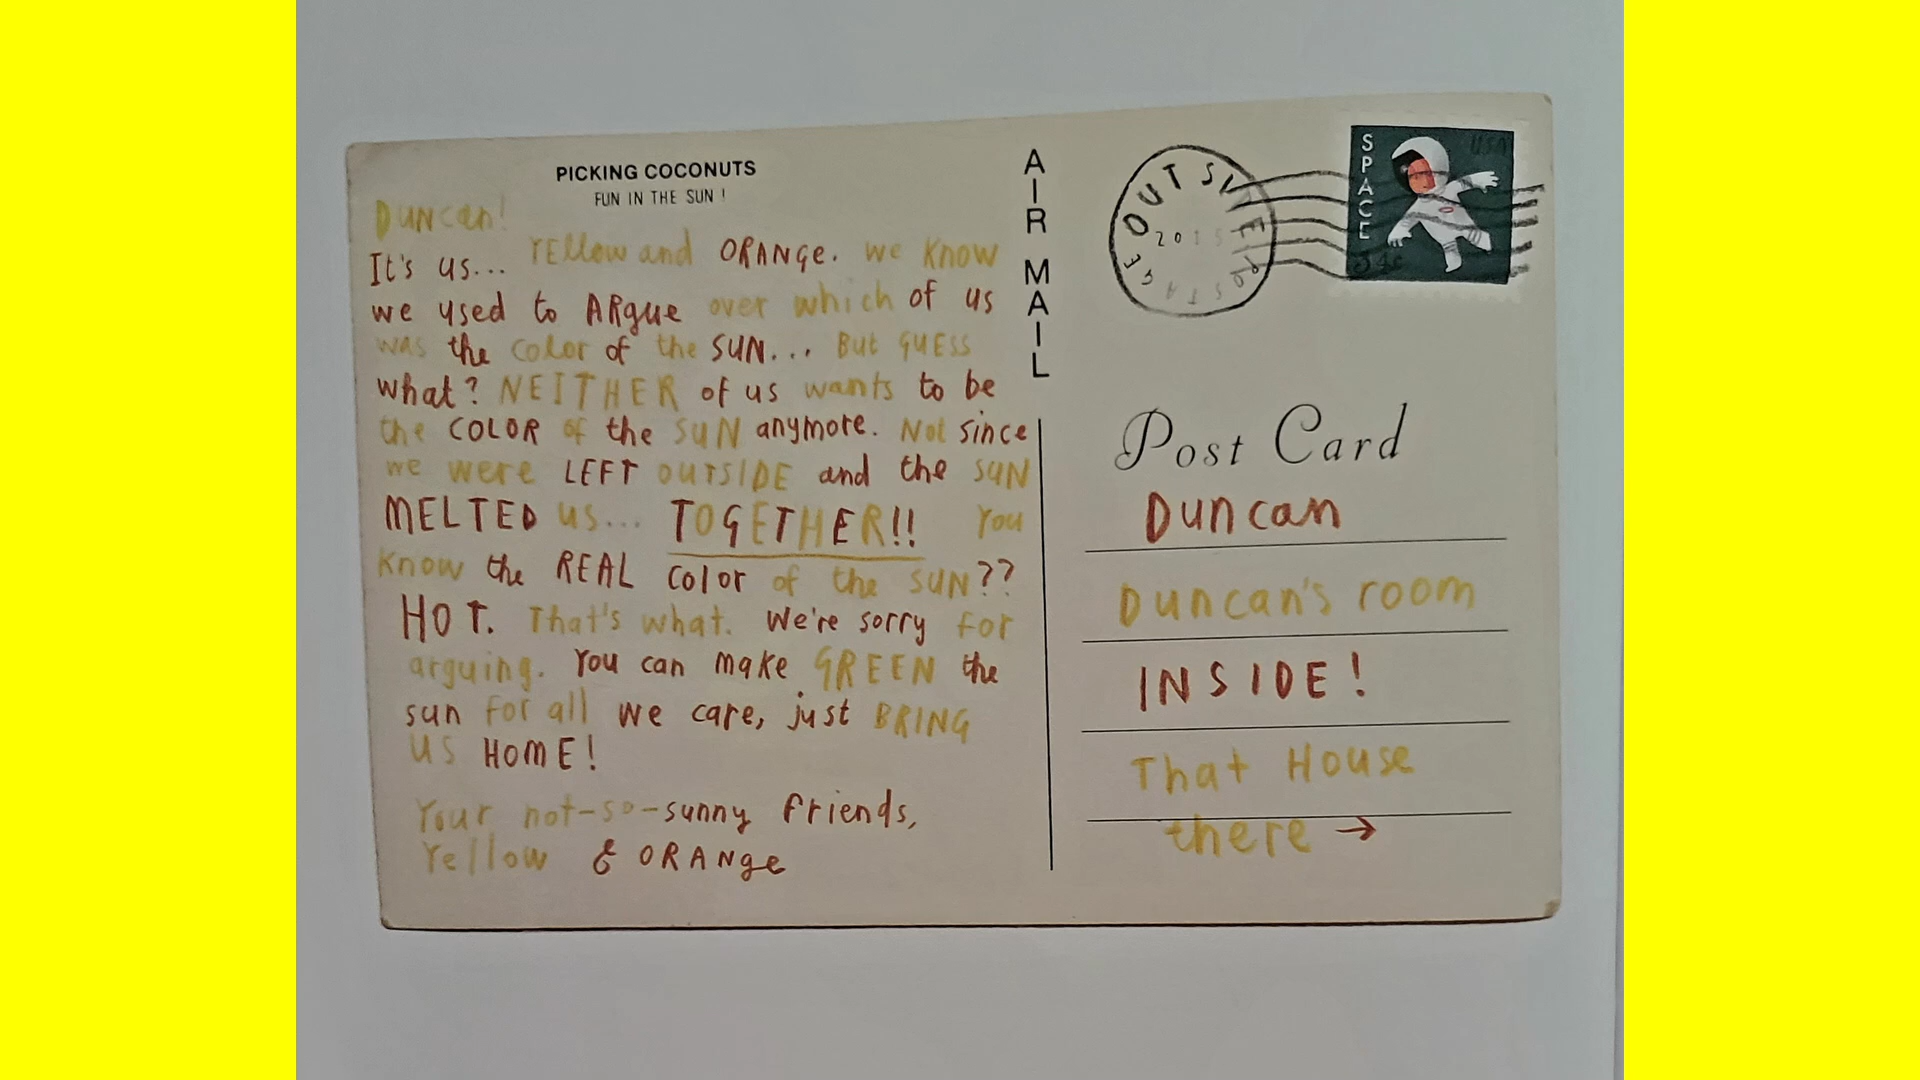 PICKING COCONUTS
FUN IN THE SUN!
Duncan!
It's us... Yellow and ORANGE. we know
we used to ARgue over which of us
was the color of the SUN... But GUESS
what? NEITHER of us wants to be
the COLOR of the SUN anymore. Not since
we were LEFT OUTSIDE and the SUN
MELTED us... TOGETHER!! You
know the REAL color of the SUN??
HOT. That's what. We're sorry for
arguing. You can make GREEN the
sun for all we care, just BRING
US HOME!
Your not-so-sunny friends,
Yellow & ORANge
AIR MAIL
OUTSIDE POSTAGE
2015
SPACE
USA
34c
Post Card
Duncan
Duncan's room
INSIDE!
That House
there →